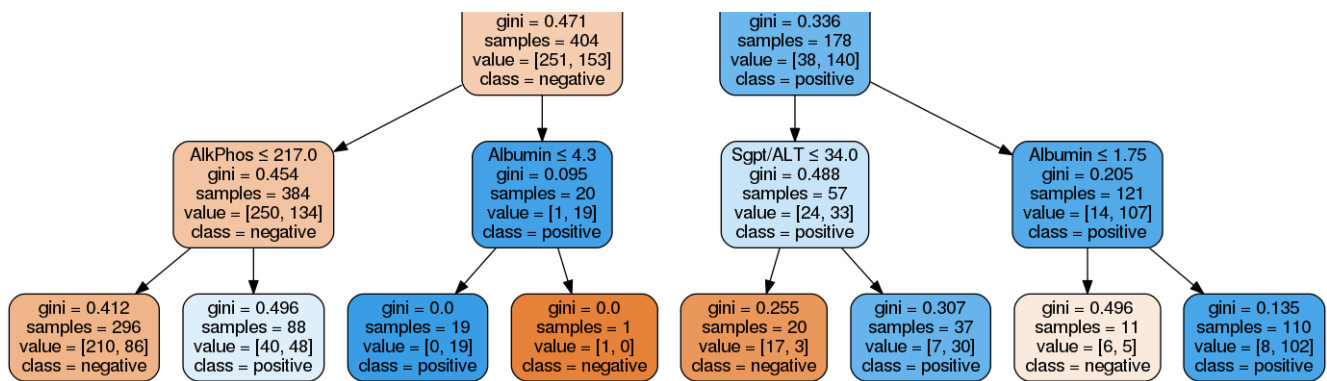 gini = 0.471
samples = 404
value = [251, 153]
class = negative
gini = 0.336
samples = 178
value = [38, 140]
class = positive
AlkPhos ≤ 217.0
gini = 0.454
samples = 384
value = [250, 134]
class = negative
Albumin ≤ 4.3
gini = 0.095
samples = 20
value = [1, 19]
class = positive
Sgpt/ALT ≤ 34.0
gini = 0.488
samples = 57
value = [24, 33]
class = positive
Albumin ≤ 1.75
gini = 0.205
samples = 121
value = [14, 107]
class = positive
gini = 0.412
samples = 296
value = [210, 86]
class = negative
gini = 0.496
samples = 88
value = [40, 48]
class = positive
gini = 0.0
samples = 19
value = [0, 19]
class = positive
gini = 0.0
samples = 1
value = [1, 0]
class = negative
gini = 0.255
samples = 20
value = [17, 3]
class = negative
gini = 0.307
samples = 37
value = [7, 30]
class = positive
gini = 0.496
samples = 11
value = [6, 5]
class = negative
gini = 0.135
samples = 110
value = [8, 102]
class = positive